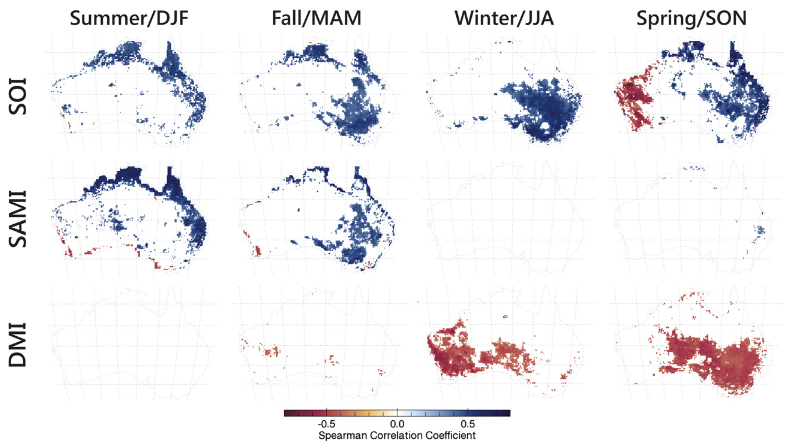 Summer/DJF Fall/MAM Winter/JJA Spring/SON
SOI
SAMI
DMI
-0.5 0.0 0.5
Spearman Correlation Coefficient